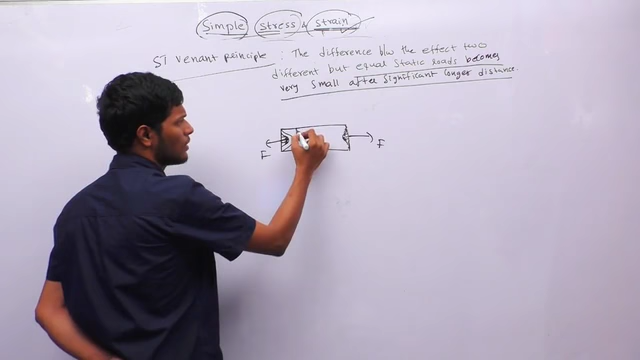 Simple Stress & Strain
ST venant principle : The difference b/w the effect two
different but equal static loads becomes
very small after significant longer distance.
F F